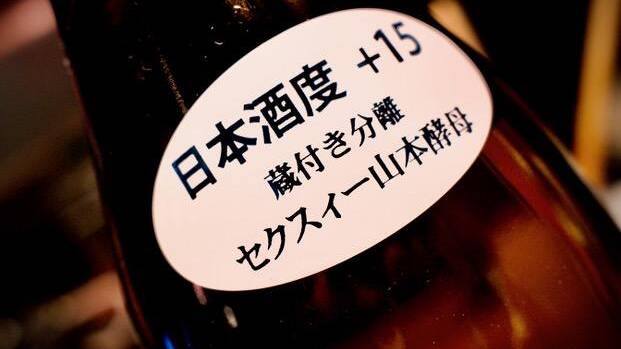 日本酒度 +15
蔵付き分離
セクスィー山本酵母